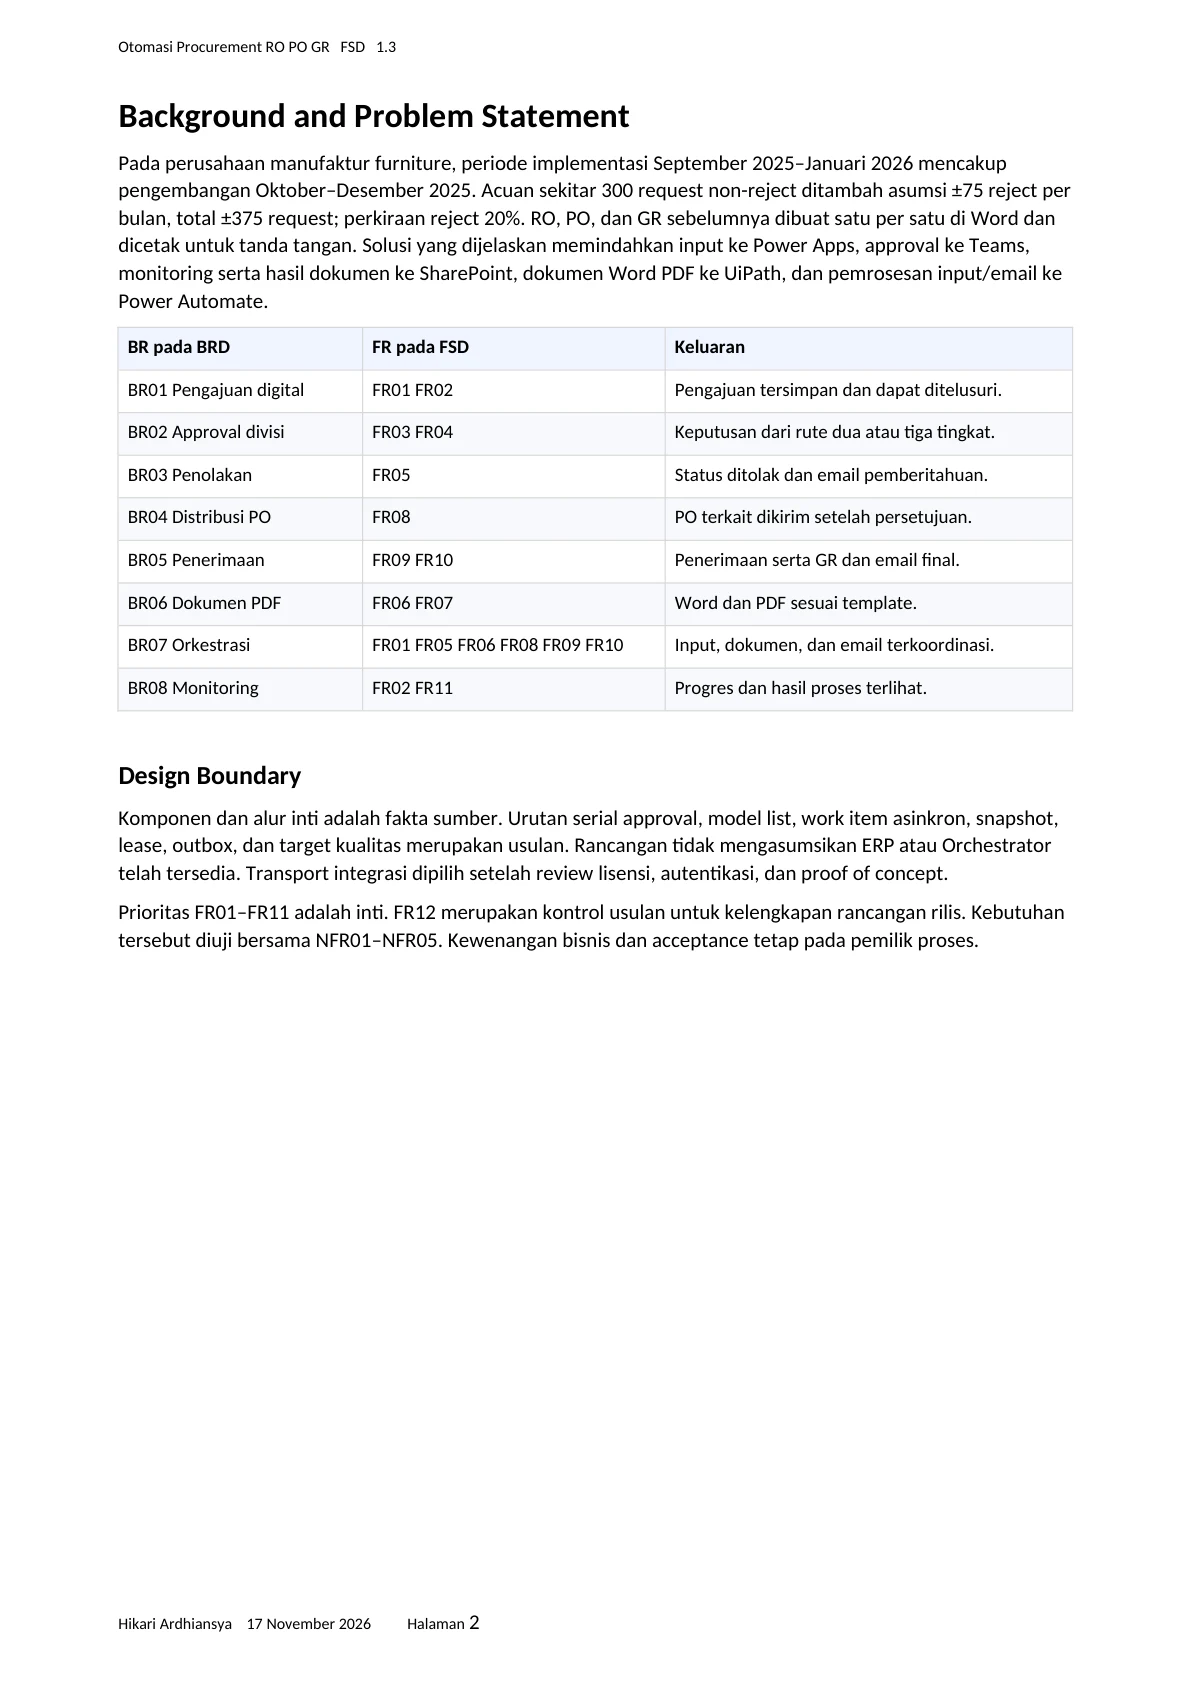 Otomasi Procurement RO PO GR FSD 1.3
Background and Problem Statement
Pada perusahaan manufaktur furniture, periode implementasi September 2025–Januari 2026 mencakup
pengembangan Oktober–Desember 2025. Acuan sekitar 300 request non-reject ditambah asumsi ±75 reject per
bulan, total ±375 request; perkiraan reject 20%. RO, PO, dan GR sebelumnya dibuat satu per satu di Word dan
dicetak untuk tanda tangan. Solusi yang dijelaskan memindahkan input ke Power Apps, approval ke Teams,
monitoring serta hasil dokumen ke SharePoint, dokumen Word PDF ke UiPath, dan pemrosesan input/email ke
Power Automate.
BR pada BRD FR pada FSD Keluaran
BR01 Pengajuan digital FR01 FR02 Pengajuan tersimpan dan dapat ditelusuri.
BR02 Approval divisi FR03 FR04 Keputusan dari rute dua atau tiga tingkat.
BR03 Penolakan FR05 Status ditolak dan email pemberitahuan.
BR04 Distribusi PO FR08 PO terkait dikirim setelah persetujuan.
BR05 Penerimaan FR09 FR10 Penerimaan serta GR dan email final.
BR06 Dokumen PDF FR06 FR07 Word dan PDF sesuai template.
BR07 Orkestrasi FR01 FR05 FR06 FR08 FR09 FR10 Input, dokumen, dan email terkoordinasi.
BR08 Monitoring FR02 FR11 Progres dan hasil proses terlihat.
Design Boundary
Komponen dan alur inti adalah fakta sumber. Urutan serial approval, model list, work item asinkron, snapshot,
lease, outbox, dan target kualitas merupakan usulan. Rancangan tidak mengasumsikan ERP atau Orchestrator
telah tersedia. Transport integrasi dipilih setelah review lisensi, autentikasi, dan proof of concept.
Prioritas FR01–FR11 adalah inti. FR12 merupakan kontrol usulan untuk kelengkapan rancangan rilis. Kebutuhan
tersebut diuji bersama NFR01–NFR05. Kewenangan bisnis dan acceptance tetap pada pemilik proses.
Hikari Ardhiansya 17 November 2026 Halaman 2